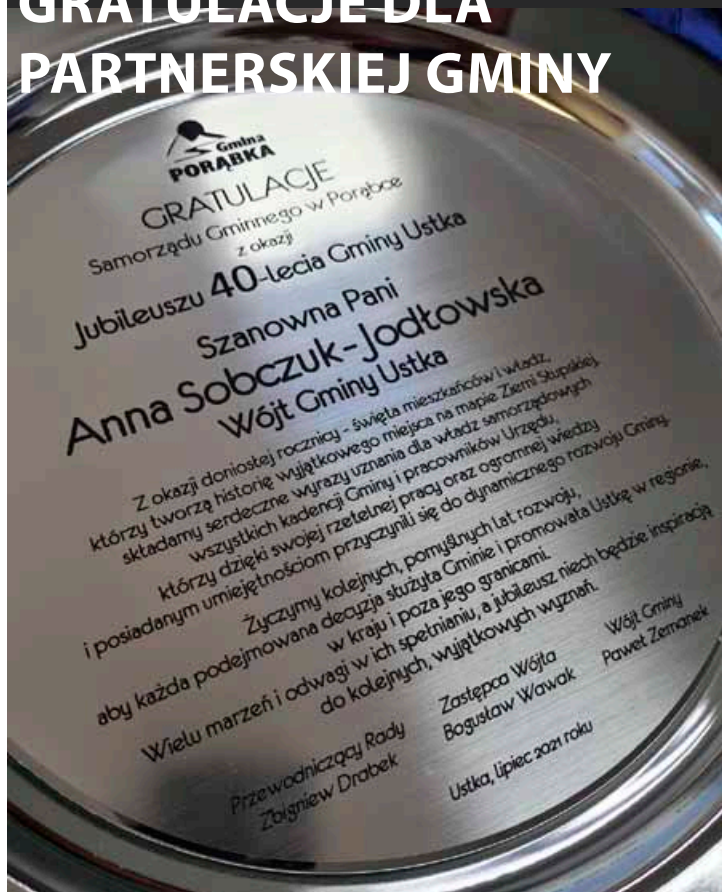 GRATULACJE DLA
PARTNERSKIEJ GMINY
Gmina
PORĄBKA
GRATULACJE
Samorządu Gminnego w Porąbce
z okazji
Jubileuszu 40-lecia Gminy Ustka
Szanowna Pani
Anna Sobczuk-Jodłowska
Wójt Gminy Ustka
Z okazji doniosłej rocznicy - święta mieszkańców i władz,
którzy tworzą historię wyjątkowego miejsca na mapie Ziemi Słupskiej,
składamy serdeczne wyrazy uznania dla władz samorządowych
wszystkich kadencji Gminy i pracowników Urzędu,
którzy dzięki swojej rzetelnej pracy oraz ogromnej wiedzy
i posiadanym umiejętnościom przyczynili się do dynamicznego rozwoju Gminy.
Życzymy kolejnych, pomyślnych lat rozwoju,
aby każda podejmowana decyzja służyła Gminie i promowała Ustkę w regionie,
w kraju i poza jego granicami.
Wielu marzeń i odwagi w ich spełnianiu, a jubileusz niech będzie inspiracją
do kolejnych, wyjątkowych wyznań.
Przewodniczący Rady
Zbigniew Drabek
Zastępca Wójta
Bogusław Wawak
Wójt Gminy
Paweł Zemanek
Ustka, lipiec 2021 roku